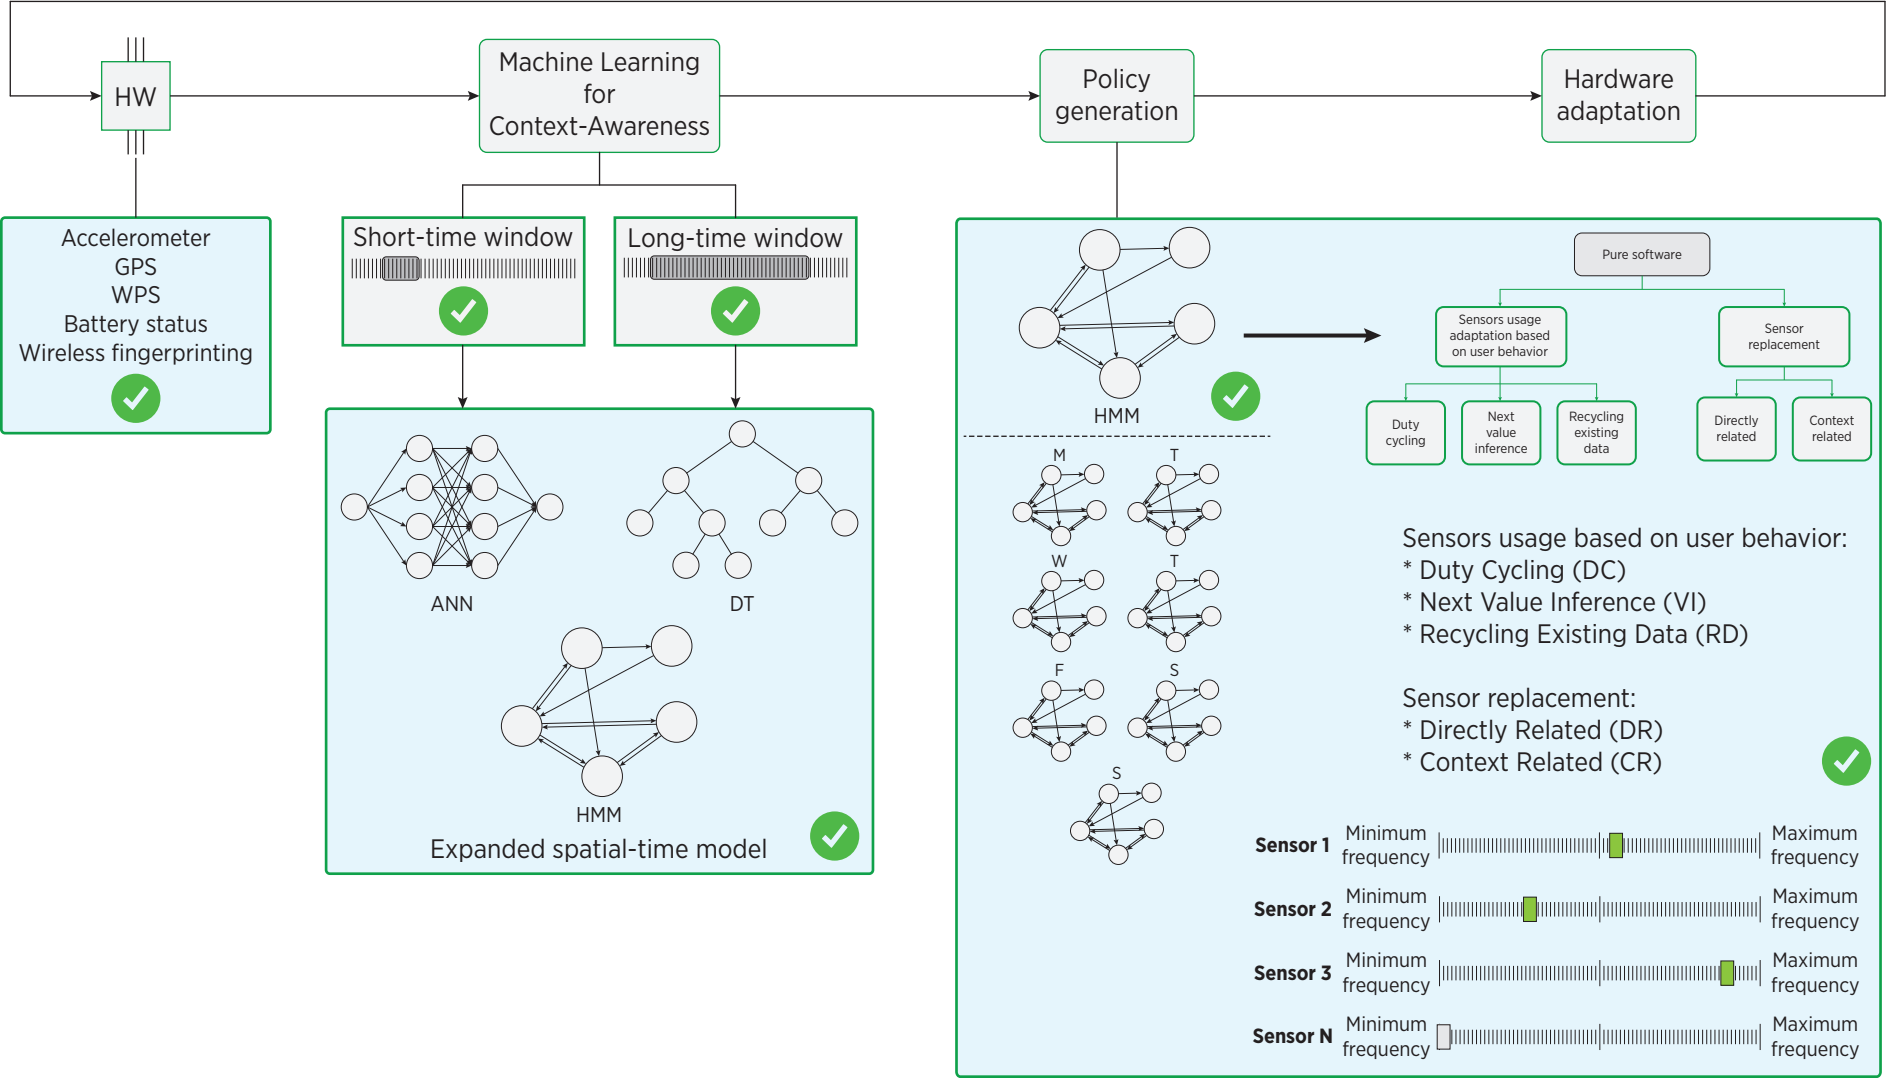 HW
Machine Learning
for
Context-Awareness
Policy
generation
Hardware
adaptation
Accelerometer
GPS
WPS
Battery status
Wireless fingerprinting
Short-time window
Long-time window
ANN
DT
HMM
Expanded spatial-time model
HMM
M
T
W
T
F
S
S
Pure software
Sensors usage
adaptation based
on user behavior
Sensor
replacement
Duty
cycling
Next
value
inference
Recycling
existing
data
Directly
related
Context
related
Sensors usage based on user behavior:
* Duty Cycling (DC)
* Next Value Inference (VI)
* Recycling Existing Data (RD)
Sensor replacement:
* Directly Related (DR)
* Context Related (CR)
Sensor 1
Minimum
frequency
Maximum
frequency
Sensor 2
Minimum
frequency
Maximum
frequency
Sensor 3
Minimum
frequency
Maximum
frequency
Sensor N
Minimum
frequency
Maximum
frequency